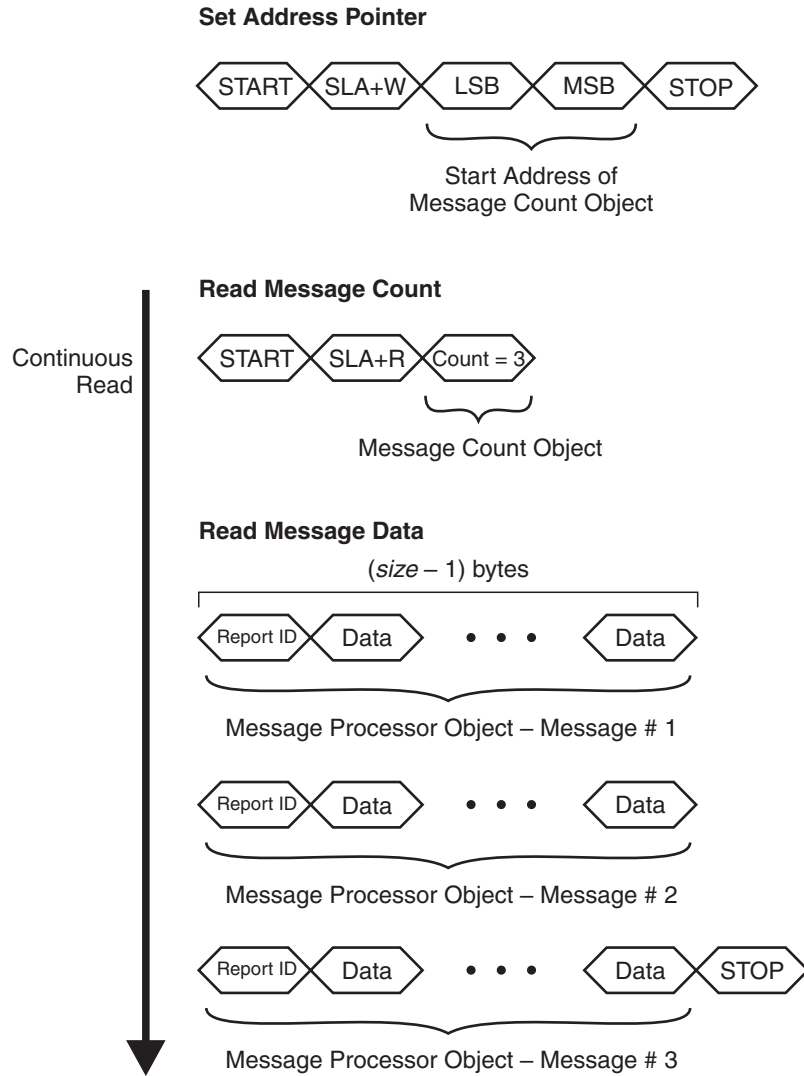 Set Address Pointer
START SLA+W LSB MSB STOP
Start Address of
Message Count Object
Read Message Count
Continuous
Read
START SLA+R Count = 3
Message Count Object
Read Message Data
(size – 1) bytes
Report ID Data • • • Data
Message Processor Object – Message # 1
Report ID Data • • • Data
Message Processor Object – Message # 2
Report ID Data • • • Data STOP
Message Processor Object – Message # 3